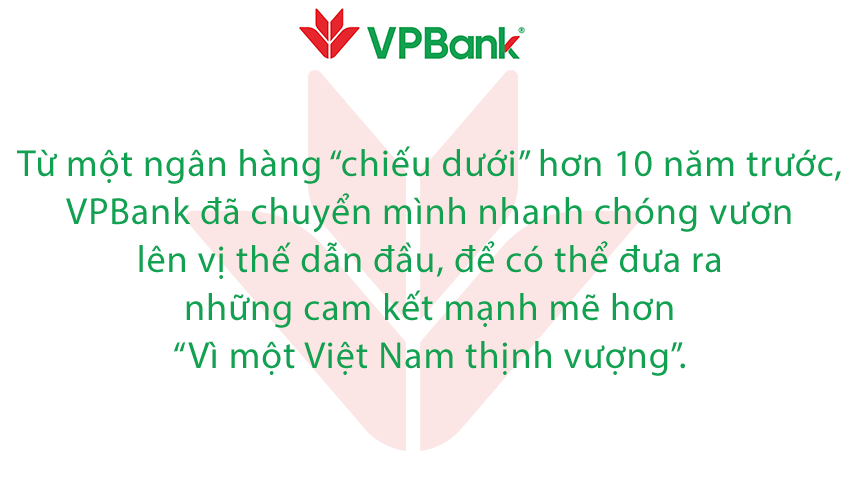 VPBank®
Từ một ngân hàng “chiếu dưới” hơn 10 năm trước,
VPBank đã chuyển mình nhanh chóng vươn
lên vị thế dẫn đầu, để có thể đưa ra
những cam kết mạnh mẽ hơn
“Vì một Việt Nam thịnh vượng”.